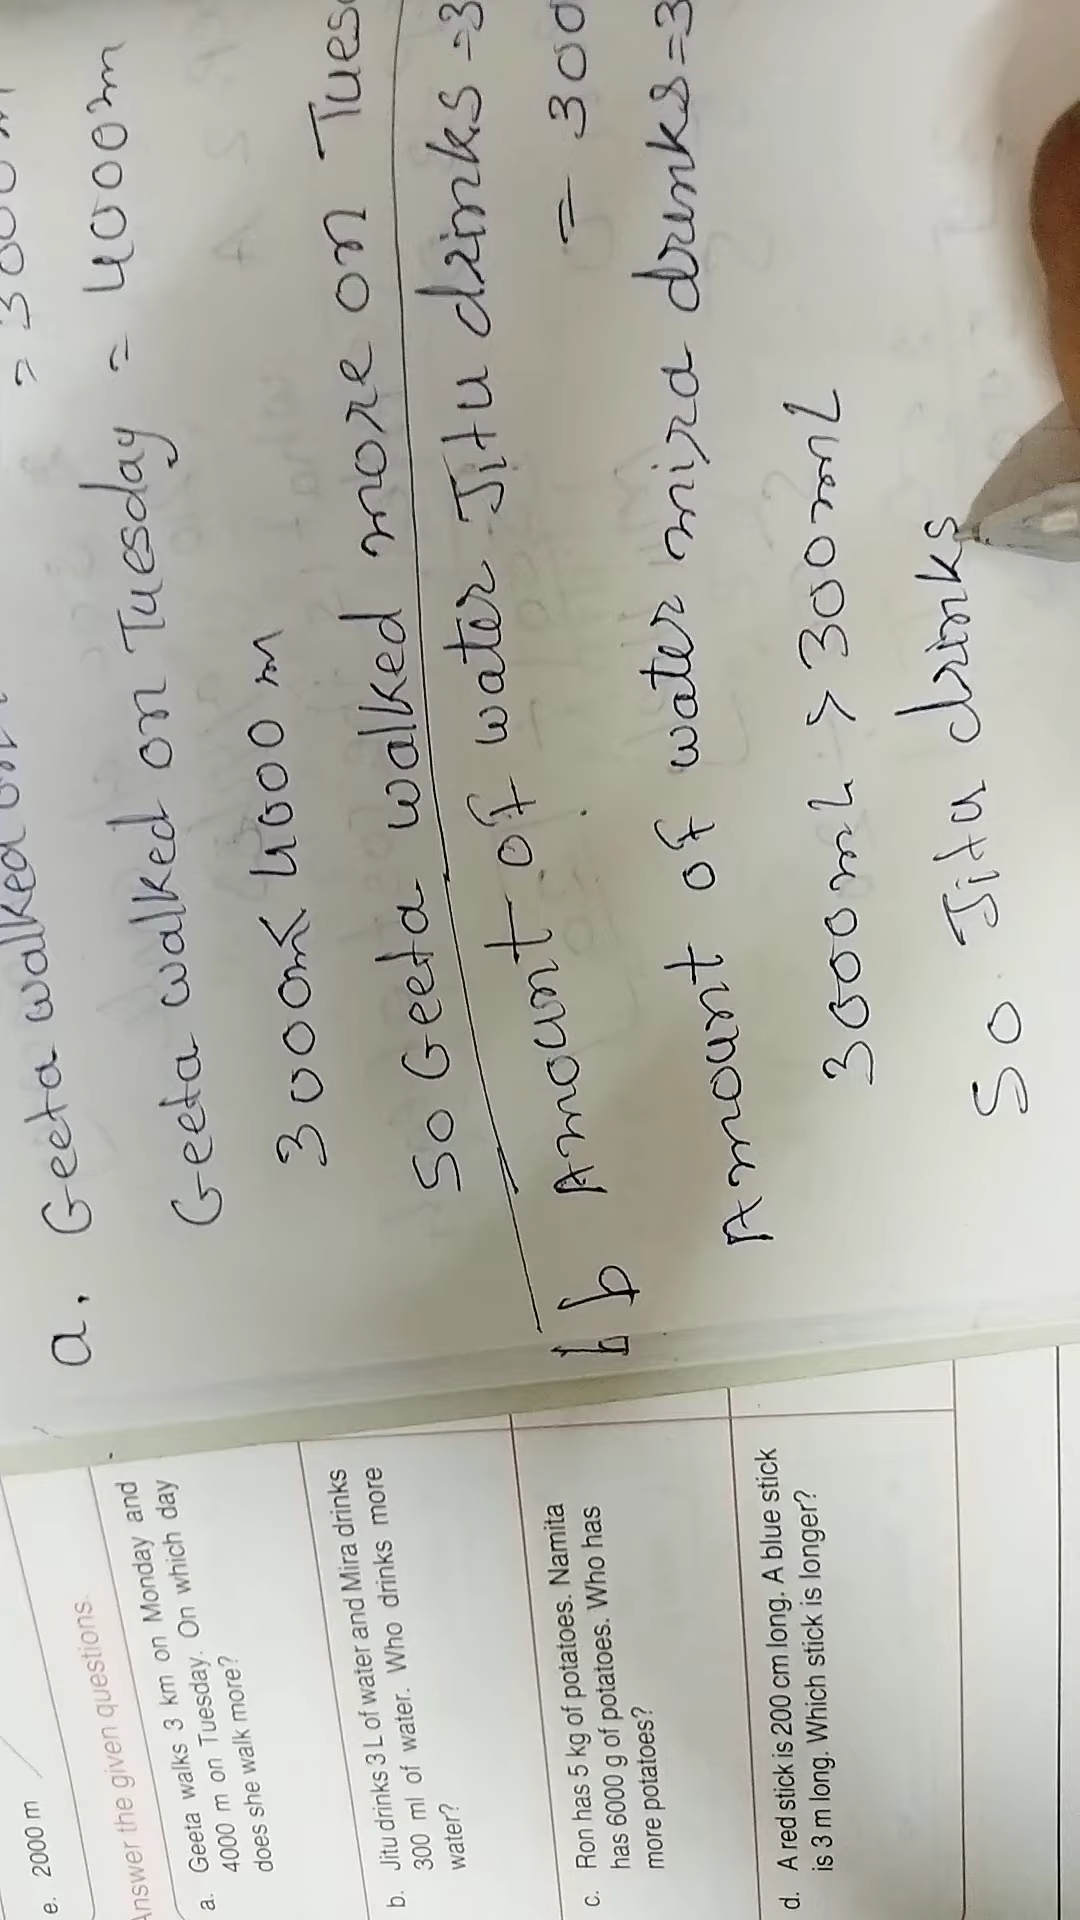 e. 2000 m
Answer the given questions.
a. Geeta walks 3 km on Monday and
4000 m on Tuesday. On which day
does she walk more?
b. Jitu drinks 3 L of water and Mira drinks
300 ml of water. Who drinks more
water?
c. Ron has 5 kg of potatoes. Namita
has 6000 g of potatoes. Who has
more potatoes?
d. A red stick is 200 cm long. A blue stick
is 3 m long. Which stick is longer?
a. Geeta walked
Geeta walked on Tuesday = 4000m
3000m < 4000 m
So Geeta walked more on Tues
b Amount of water Jitu drinks = 3
= 300
Amount of water mira drinks = 3
3000mL > 300mL
So Jitu drinks